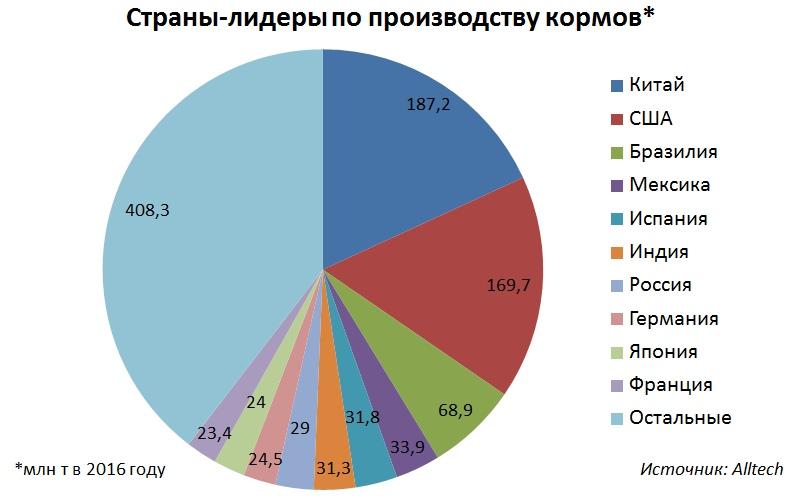 Страны-лидеры по производству кормов*
187,2
169,7
68,9
33,9
31,8
31,3
29
24,5
24
23,4
408,3
Китай
США
Бразилия
Мексика
Испания
Индия
Россия
Германия
Япония
Франция
Остальные
*млн т в 2016 году
Источник: Alltech